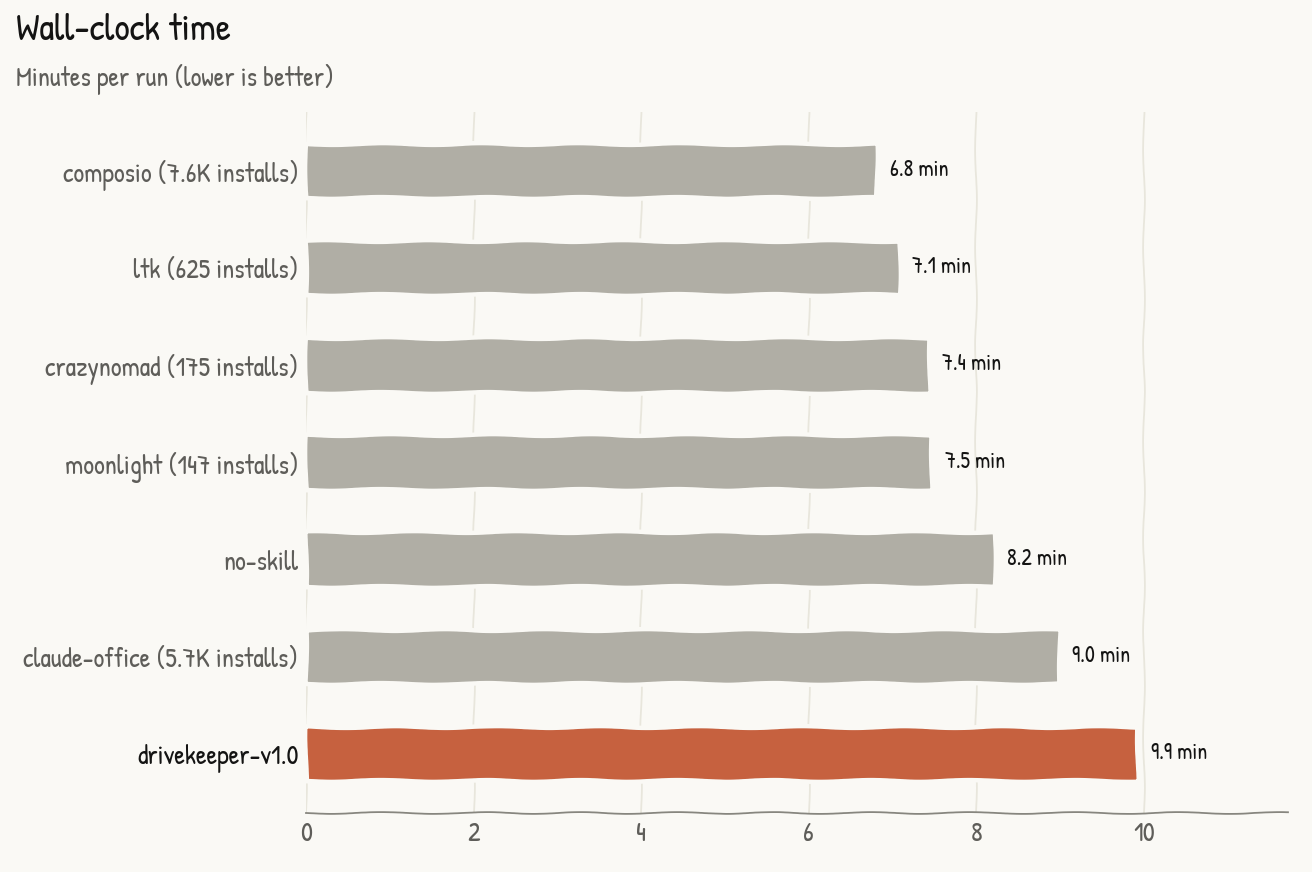 Wall-clock time
Minutes per run (lower is better)
composio (7.6K installs) 6.8 min
ltk (625 installs) 7.1 min
crazynomad (175 installs) 7.4 min
moonlight (147 installs) 7.5 min
no-skill 8.2 min
claude-office (5.7K installs) 9.0 min
drivekeeper-v1.0 9.9 min
0 2 4 6 8 10